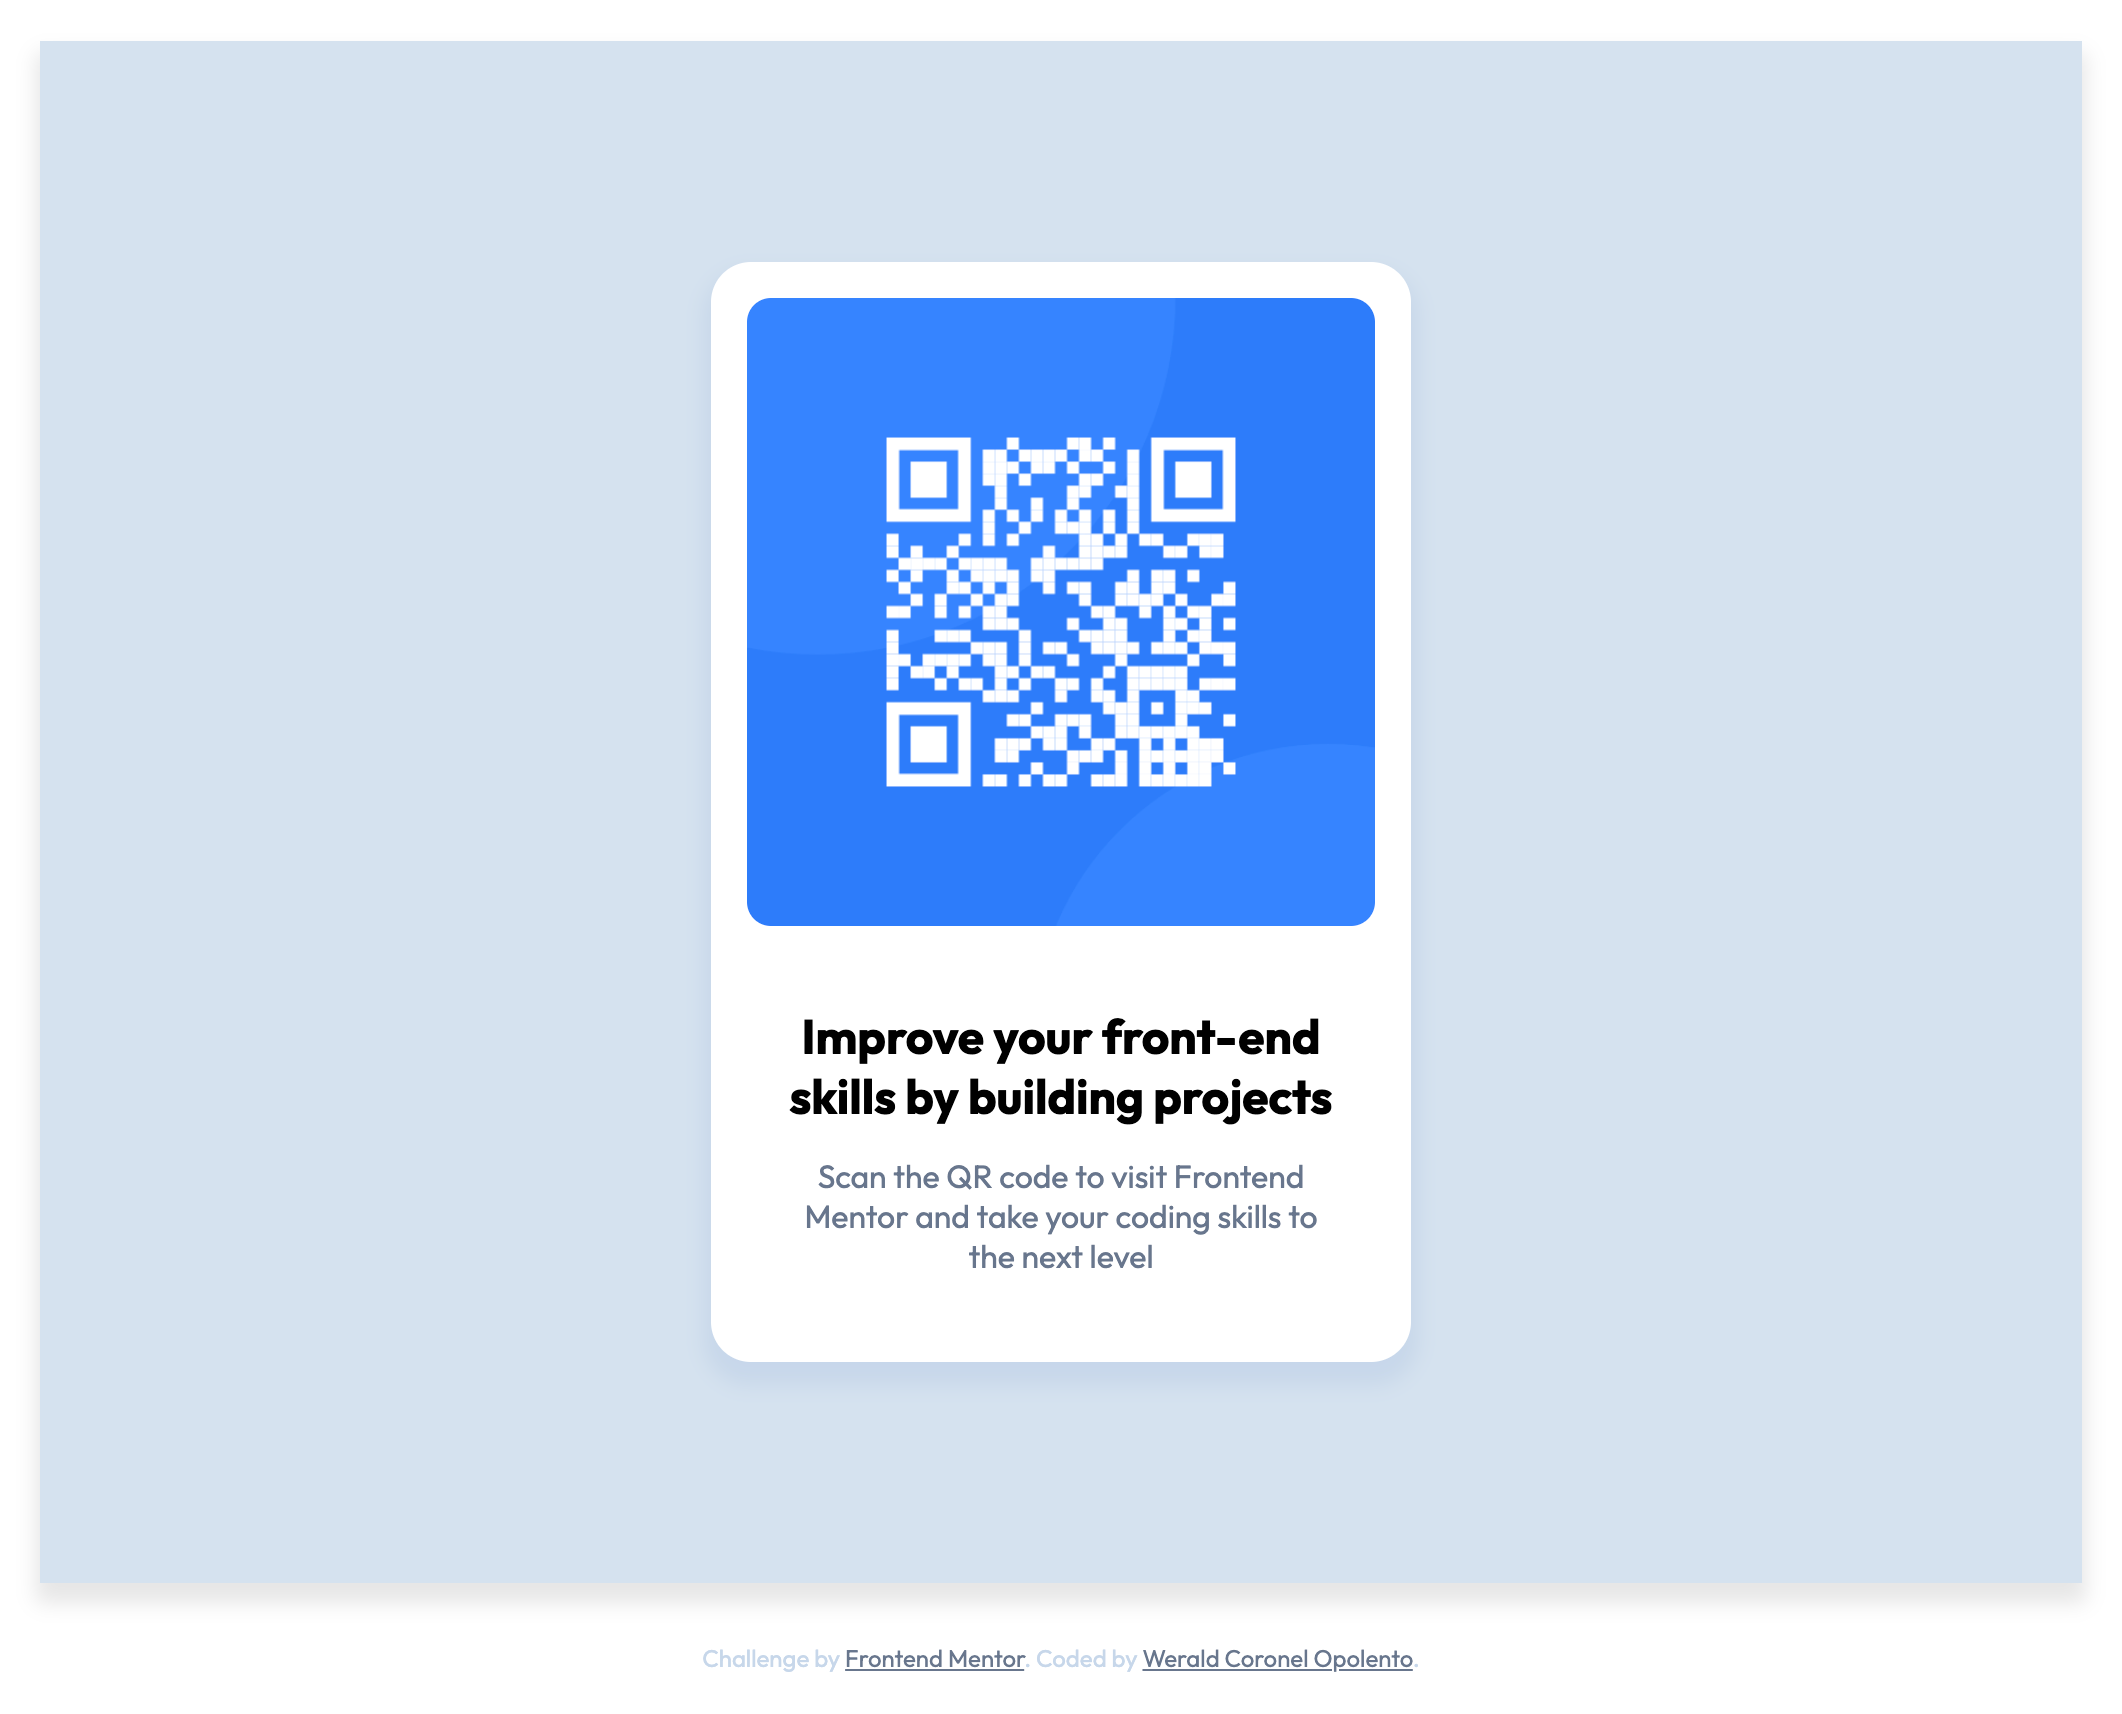 Improve your front-end
skills by building projects
Scan the QR code to visit Frontend
Mentor and take your coding skills to
the next level
Challenge by Frontend Mentor. Coded by Werald Coronel Opolento.